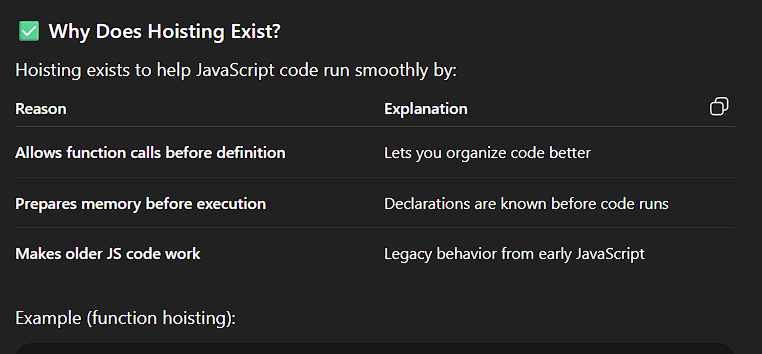 ✅ Why Does Hoisting Exist?
Hoisting exists to help JavaScript code run smoothly by:
Reason Explanation
Allows function calls before definition Lets you organize code better
Prepares memory before execution Declarations are known before code runs
Makes older JS code work Legacy behavior from early JavaScript
Example (function hoisting):